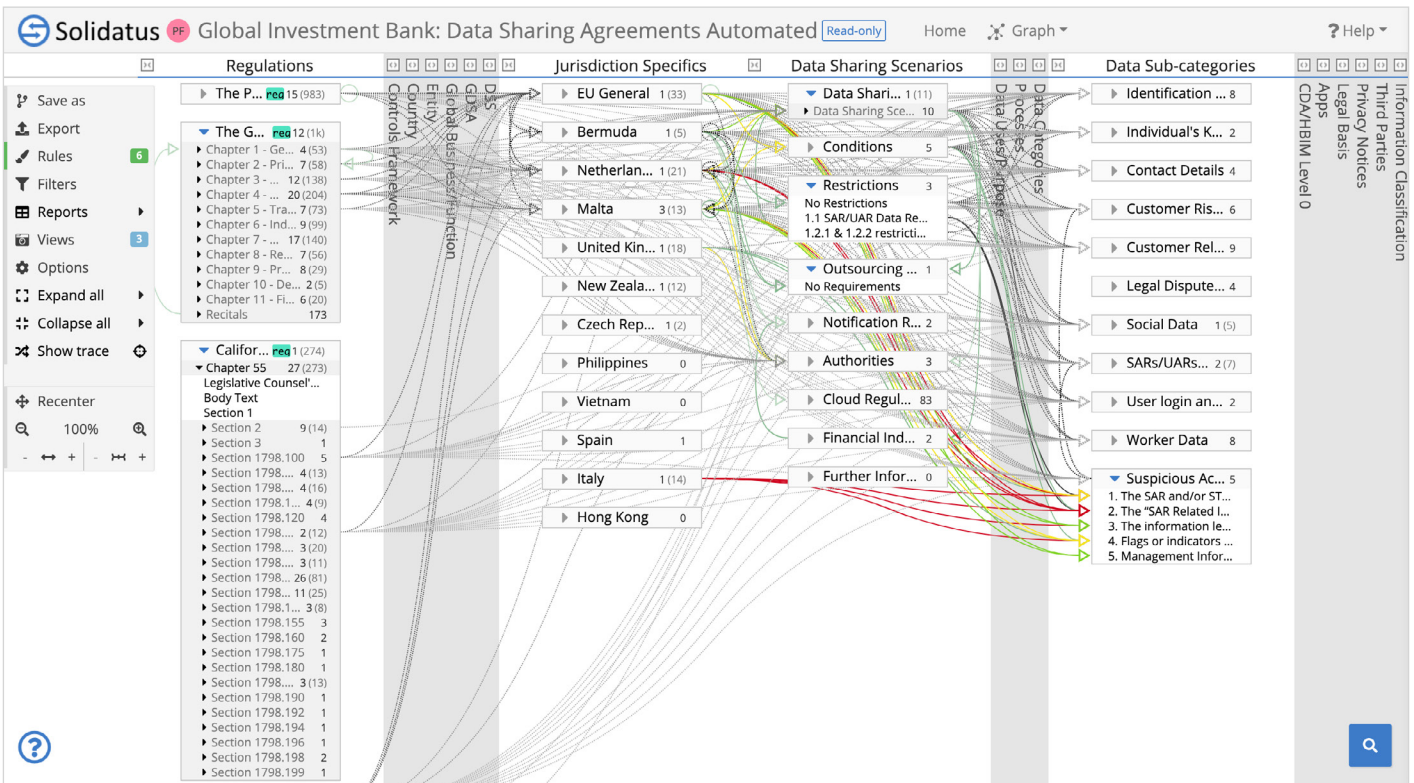 Solidatus PF Global Investment Bank: Data Sharing Agreements Automated Read-only Home Graph ? Help
Regulations
Jurisdiction Specifics
Data Sharing Scenarios
Data Sub-categories
Save as
Export
Rules 6
Filters
Reports
Views 3
Options
Expand all
Collapse all
Show trace
Recenter
100%
- + - +
The P... req 15 (983)
The G... req 12 (1k)
Chapter 1 - Ge... 4 (53)
Chapter 2 - Pri... 7 (58)
Chapter 3 - ... 12 (138)
Chapter 4 - ... 20 (204)
Chapter 5 - Tra... 7 (73)
Chapter 6 - Ind... 9 (99)
Chapter 7 - ... 17 (140)
Chapter 8 - Re... 7 (56)
Chapter 9 - Pr... 8 (29)
Chapter 10 - De... 2 (5)
Chapter 11 - Fi... 6 (20)
Recitals 173
Califor... req 1 (274)
Chapter 55 27 (273)
Legislative Counsel'...
Body Text
Section 1
Section 2 9 (14)
Section 3 1
Section 1798.100 5
Section 1798.... 4 (13)
Section 1798.... 4 (16)
Section 1798.1... 4 (9)
Section 1798.120 4
Section 1798.... 2 (12)
Section 1798.... 3 (20)
Section 1798.... 3 (11)
Section 1798... 26 (81)
Section 1798... 11 (25)
Section 1798.1... 3 (8)
Section 1798.155 3
Section 1798.160 2
Section 1798.175 1
Section 1798.180 1
Section 1798.... 3 (13)
Section 1798.190 1
Section 1798.192 1
Section 1798.194 1
Section 1798.196 1
Section 1798.198 2
Section 1798.199 1
Controls Framework
Country
Entity
Global Business/Function
GDSA
DSS
EU General 1 (33)
Bermuda 1 (5)
Netherlan... 1 (21)
Malta 3 (13)
United Kin... 1 (18)
New Zeala... 1 (12)
Czech Rep... 1 (2)
Philippines 0
Vietnam 0
Spain 1
Italy 1 (14)
Hong Kong 0
Data Shari... 1 (11)
Data Sharing Sce... 10
Conditions 5
Restrictions 3
No Restrictions
1.1 SAR/UAR Data Re...
1.2.1 & 1.2.2 restricti...
Outsourcing ... 1
No Requirements
Notification R... 2
Authorities 3
Cloud Regul... 83
Financial Ind... 2
Further Infor... 0
Data Uses/Purpose
Processes
Data Categories
Identification ... 8
Individual's K... 2
Contact Details 4
Customer Ris... 6
Customer Rel... 9
Legal Dispute... 4
Social Data 1 (5)
SARs/UARs... 2 (7)
User login an... 2
Worker Data 8
Suspicious Ac... 5
1. The SAR and/or ST...
2. The “SAR Related I...
3. The information le...
4. Flags or indicators ...
5. Management Infor...
CDA/HBIM Level 0
Apps
Legal Basis
Privacy Notices
Third Parties
Information Classification
?